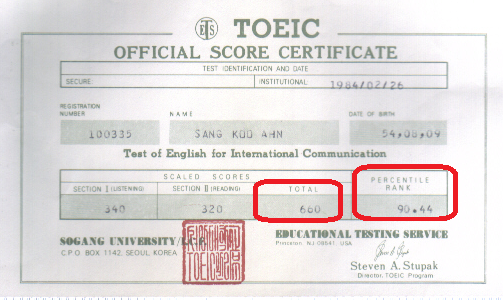 ETS TOEIC
OFFICIAL SCORE CERTIFICATE
TEST IDENTIFICATION AND DATE
SECURE INSTITUTIONAL 1984/02/26
REGISTRATION NUMBER NAME DATE OF BIRTH
100335 SANG KOO AHN 54,08,09
Test of English for International Communication
SCALED SCORES PERCENTILE RANK
SECTION I (LISTENING) SECTION II (READING) TOTAL
340 320 660 90.44
SOGANG UNIVERSITY/ EDUCATIONAL TESTING SERVICE
C.P.O. BOX 1142, SEOUL, KOREA Princeton, NJ 08541, USA
TOEIC
Steven A. Stupak
Director, TOEIC Program